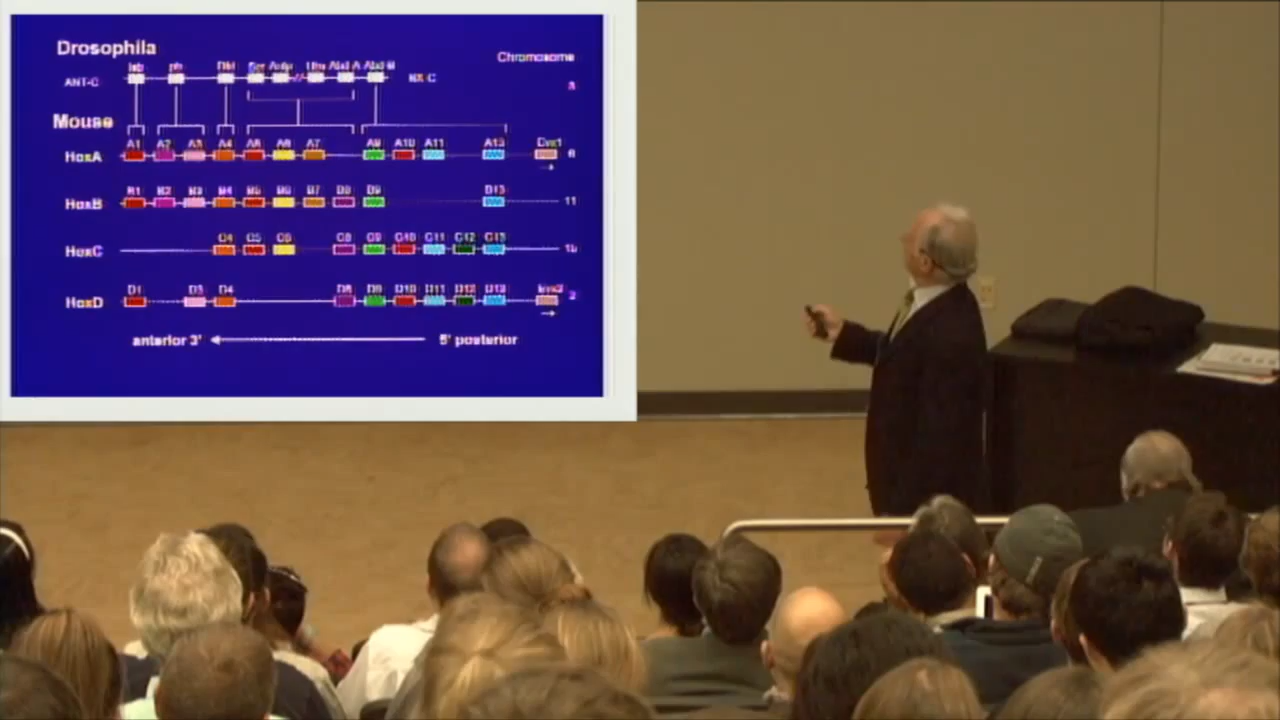 Drosophila
Chromosome
lab pb Dfd Scr Antp Ubx Abd A Abd B
ANT-C BX-C
3
Mouse
A1 A2 A3 A4 A5 A6 A7 A9 A10 A11 A13 Evx1
HoxA 6
B1 B2 B3 B4 B5 B6 B7 B8 B9 B13
HoxB 11
C4 C5 C6 C8 C9 C10 C11 C12 C13
HoxC 15
D1 D3 D4 D8 D9 D10 D11 D12 D13 Evx2
HoxD 2
anterior 3' 5' posterior